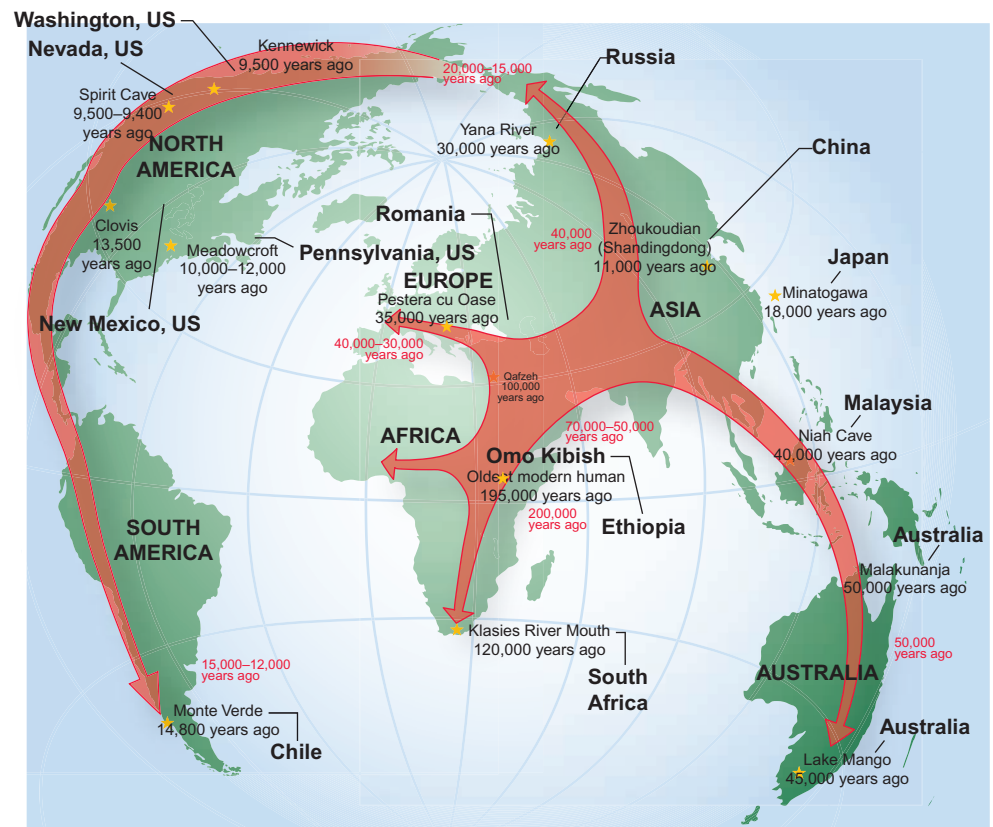 Washington, US
Nevada, US
Kennewick
9,500 years ago
Spirit Cave
9,500–9,400
years ago
NORTH
AMERICA
20,000–15,000
years ago
Russia
Yana River
30,000 years ago
China
Romania
40,000
years ago
Zhoukoudian
(Shandingdong)
11,000 years ago
Clovis
13,500
years ago
Meadowcroft
10,000–12,000
years ago
Pennsylvania, US
EUROPE
Pestera cu Oase
35,000 years ago
Japan
Minatogawa
18,000 years ago
ASIA
New Mexico, US
40,000–30,000
years ago
Qafzeh
100,000
years ago
AFRICA
70,000–50,000
years ago
Malaysia
Niah Cave
40,000 years ago
Omo Kibish
Oldest modern human
195,000 years ago
200,000
years ago
Ethiopia
SOUTH
AMERICA
Australia
Malakunanja
50,000 years ago
Klasies River Mouth
120,000 years ago
South
Africa
50,000
years ago
AUSTRALIA
15,000–12,000
years ago
Monte Verde
14,800 years ago
Chile
Australia
Lake Mango
45,000 years ago